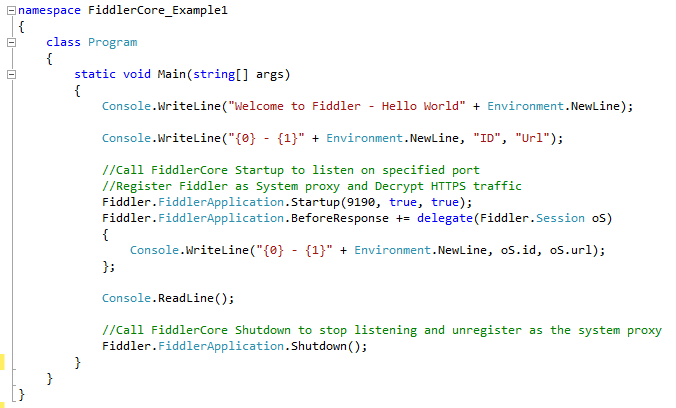 namespace FiddlerCore_Example1
{
    class Program
    {
        static void Main(string[] args)
        {
            Console.WriteLine("Welcome to Fiddler - Hello World" + Environment.NewLine);

            Console.WriteLine("{0} - {1}" + Environment.NewLine, "ID", "Url");

            //Call FiddlerCore Startup to listen on specified port
            //Register Fiddler as System proxy and Decrypt HTTPS traffic
            Fiddler.FiddlerApplication.Startup(9190, true, true);
            Fiddler.FiddlerApplication.BeforeResponse += delegate(Fiddler.Session oS)
            {
                Console.WriteLine("{0} - {1}" + Environment.NewLine, oS.id, oS.url);
            };

            Console.ReadLine();

            //Call FiddlerCore Shutdown to stop listening and unregister as the system proxy
            Fiddler.FiddlerApplication.Shutdown();
        }
    }
}